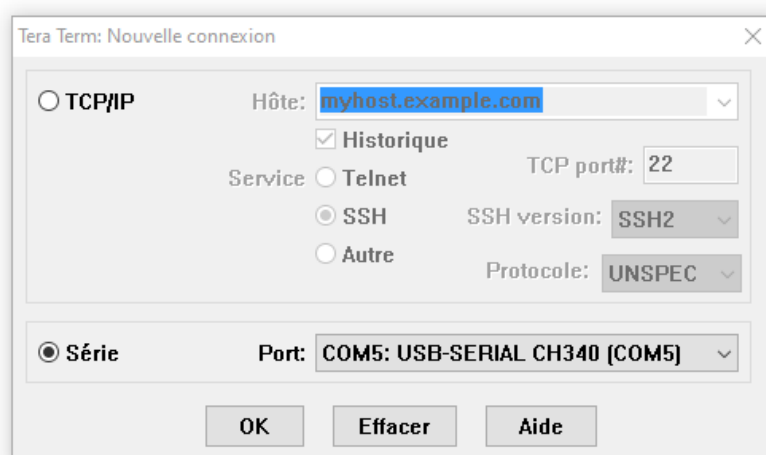 Tera Term: Nouvelle connexion
TCP/IP Hôte: myhost.example.com
Historique
Service Telnet TCP port#: 22
SSH SSH version: SSH2
Autre Protocole: UNSPEC
Série Port: COM5: USB-SERIAL CH340 (COM5)
OK Effacer Aide